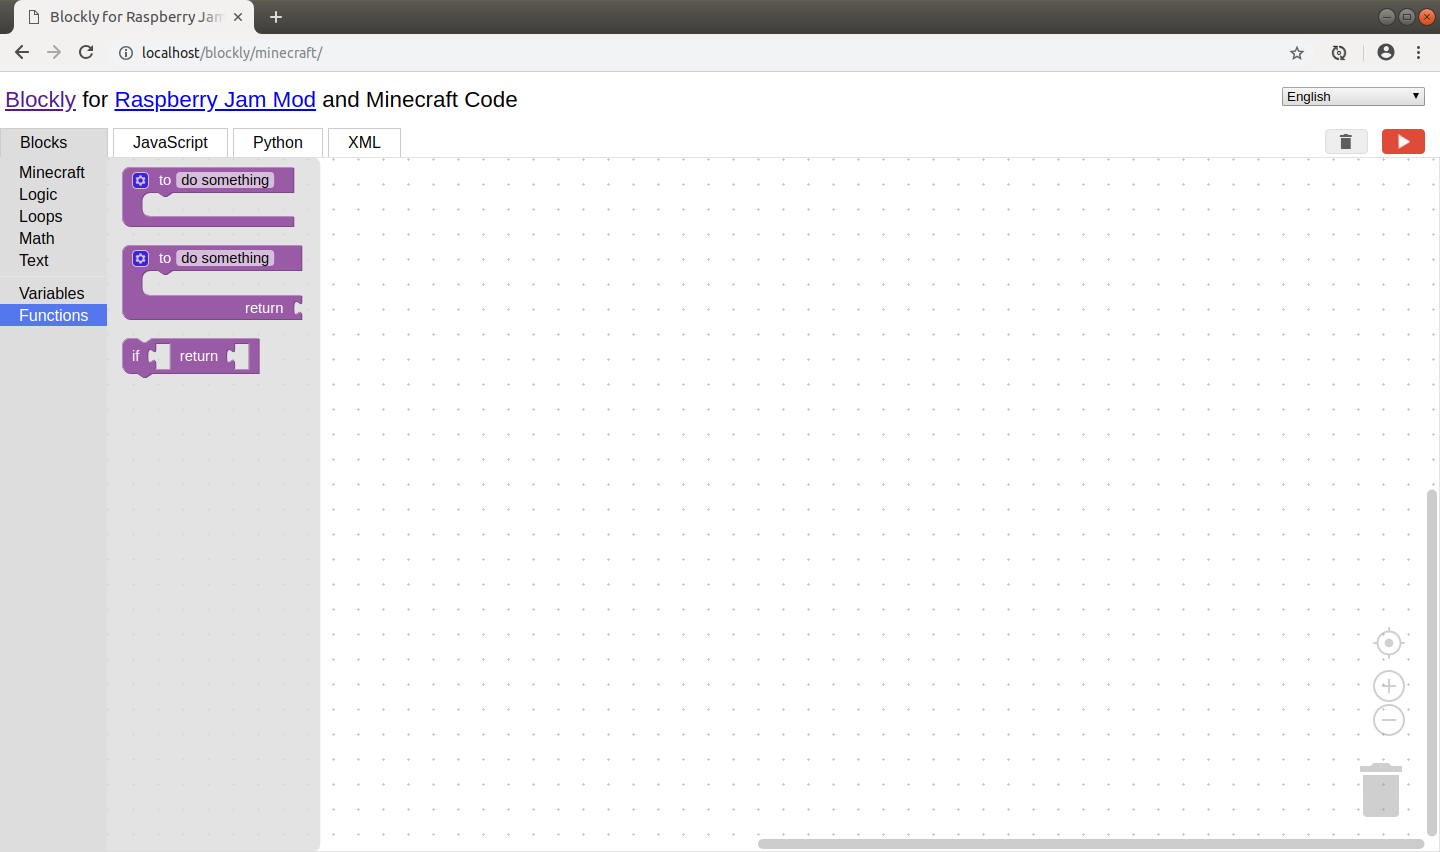 Blockly for Raspberry Jam
localhost/blockly/minecraft/
Blockly for Raspberry Jam Mod and Minecraft Code
English
Blocks
JavaScript
Python
XML
Minecraft
Logic
Loops
Math
Text
Variables
Functions
to do something
to do something
return
if return